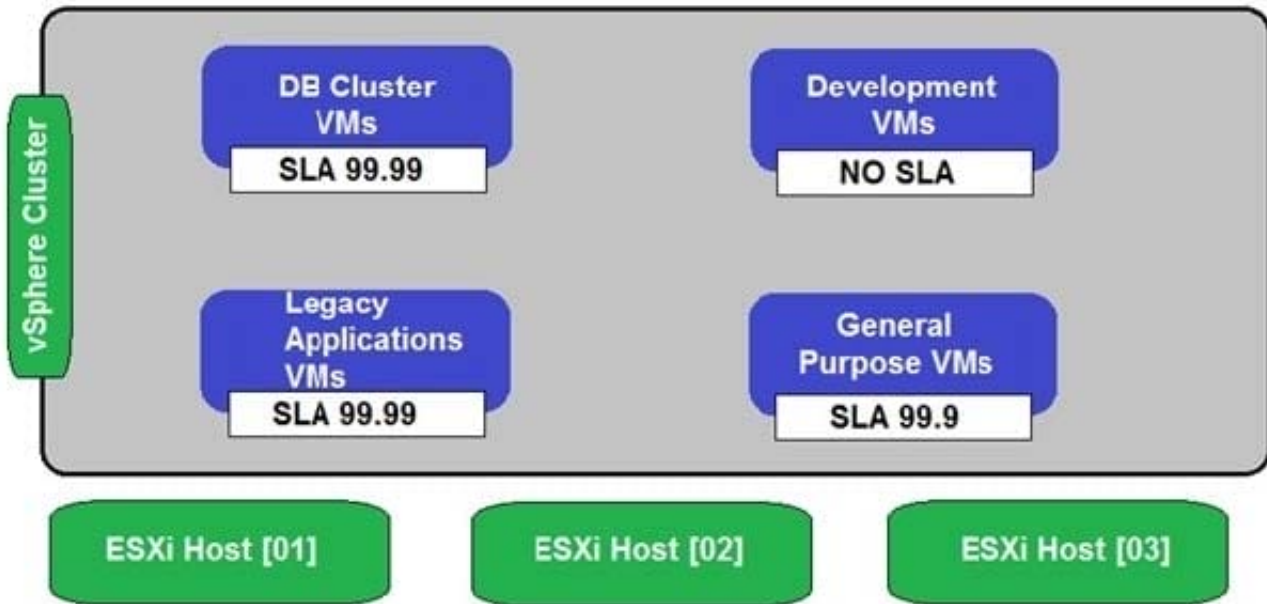 vSphere Cluster
DB Cluster
VMs
SLA 99.99
Development
VMs
NO SLA
Legacy
Applications
VMs
SLA 99.99
General
Purpose VMs
SLA 99.9
ESXi Host [01]
ESXi Host [02]
ESXi Host [03]